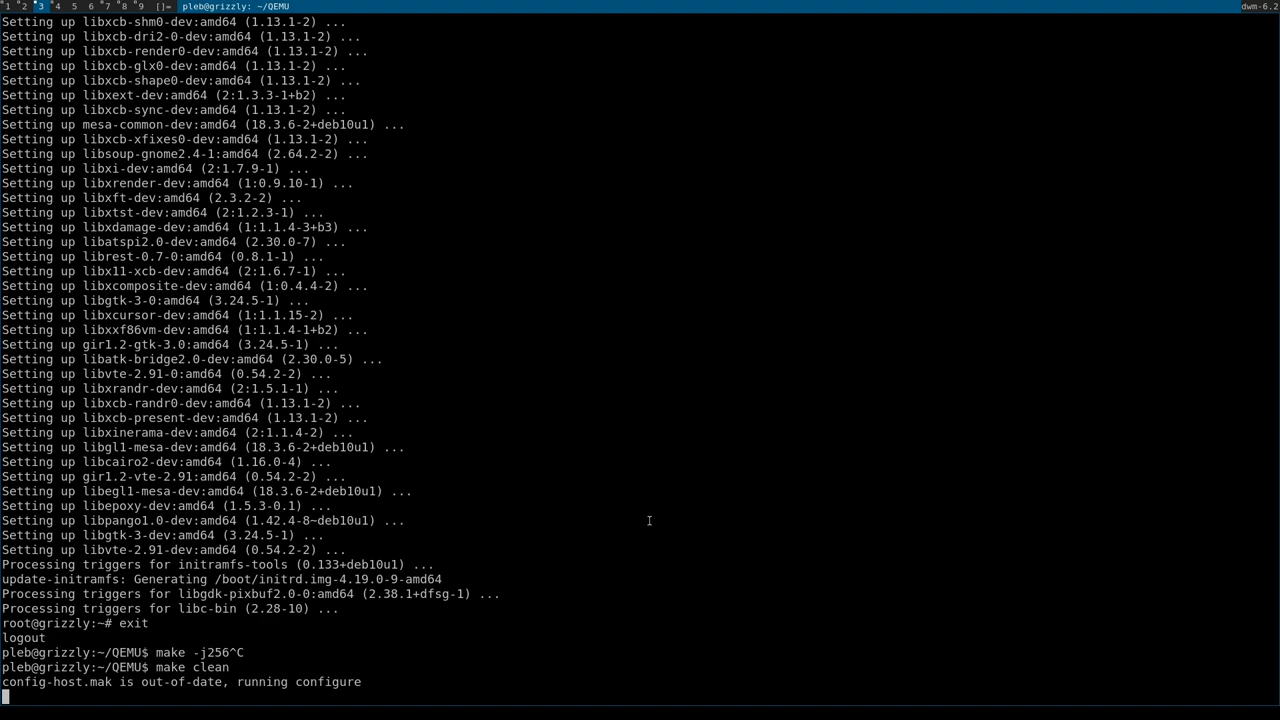 1 2 3 4 5 6 7 8 9 []= pleb@grizzly: ~/QEMU dwm-6.2
Setting up libxcb-shm0-dev:amd64 (1.13.1-2) ...
Setting up libxcb-dri2-0-dev:amd64 (1.13.1-2) ...
Setting up libxcb-render0-dev:amd64 (1.13.1-2) ...
Setting up libxcb-glx0-dev:amd64 (1.13.1-2) ...
Setting up libxcb-shape0-dev:amd64 (1.13.1-2) ...
Setting up libxext-dev:amd64 (2:1.3.3-1+b2) ...
Setting up libxcb-sync-dev:amd64 (1.13.1-2) ...
Setting up mesa-common-dev:amd64 (18.3.6-2+deb10u1) ...
Setting up libxcb-xfixes0-dev:amd64 (1.13.1-2) ...
Setting up libsoup-gnome2.4-1:amd64 (2.64.2-2) ...
Setting up libxi-dev:amd64 (2:1.7.9-1) ...
Setting up libxrender-dev:amd64 (1:0.9.10-1) ...
Setting up libxft-dev:amd64 (2.3.2-2) ...
Setting up libxtst-dev:amd64 (2:1.2.3-1) ...
Setting up libxdamage-dev:amd64 (1:1.1.4-3+b3) ...
Setting up libatspi2.0-dev:amd64 (2.30.0-7) ...
Setting up librest-0.7-0:amd64 (0.8.1-1) ...
Setting up libx11-xcb-dev:amd64 (2:1.6.7-1) ...
Setting up libxcomposite-dev:amd64 (1:0.4.4-2) ...
Setting up libgtk-3-0:amd64 (3.24.5-1) ...
Setting up libxcursor-dev:amd64 (1:1.1.15-2) ...
Setting up libxxf86vm-dev:amd64 (1:1.1.4-1+b2) ...
Setting up gir1.2-gtk-3.0:amd64 (3.24.5-1) ...
Setting up libatk-bridge2.0-dev:amd64 (2.30.0-5) ...
Setting up libvte-2.91-0:amd64 (0.54.2-2) ...
Setting up libxrandr-dev:amd64 (2:1.5.1-1) ...
Setting up libxcb-randr0-dev:amd64 (1.13.1-2) ...
Setting up libxcb-present-dev:amd64 (1.13.1-2) ...
Setting up libxinerama-dev:amd64 (2:1.1.4-2) ...
Setting up libgl1-mesa-dev:amd64 (18.3.6-2+deb10u1) ...
Setting up libcairo2-dev:amd64 (1.16.0-4) ...
Setting up gir1.2-vte-2.91:amd64 (0.54.2-2) ...
Setting up libegl1-mesa-dev:amd64 (18.3.6-2+deb10u1) ...
Setting up libepoxy-dev:amd64 (1.5.3-0.1) ...
Setting up libpango1.0-dev:amd64 (1.42.4-8~deb10u1) ...
Setting up libgtk-3-dev:amd64 (3.24.5-1) ...
Setting up libvte-2.91-dev:amd64 (0.54.2-2) ...
Processing triggers for initramfs-tools (0.133+deb10u1) ...
update-initramfs: Generating /boot/initrd.img-4.19.0-9-amd64
Processing triggers for libgdk-pixbuf2.0-0:amd64 (2.38.1+dfsg-1) ...
Processing triggers for libc-bin (2.28-10) ...
root@grizzly:~# exit
logout
pleb@grizzly:~/QEMU$ make -j256^C
pleb@grizzly:~/QEMU$ make clean
config-host.mak is out-of-date, running configure